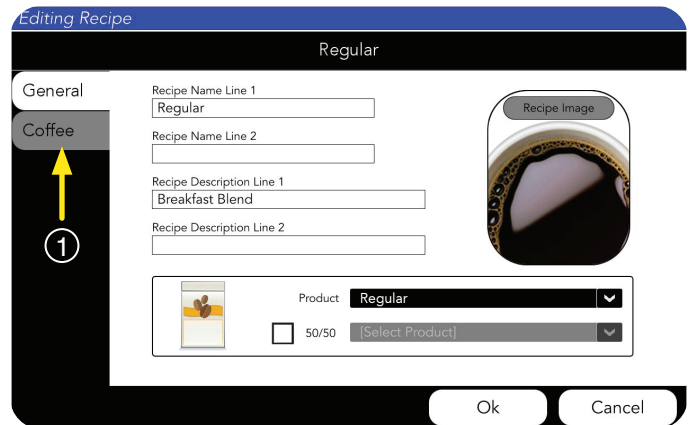 Editing Recipe
Regular
General
Coffee
1
Recipe Name Line 1
Regular
Recipe Name Line 2
Recipe Description Line 1
Breakfast Blend
Recipe Description Line 2
Recipe Image
Product Regular
50/50 [Select Product]
Ok Cancel